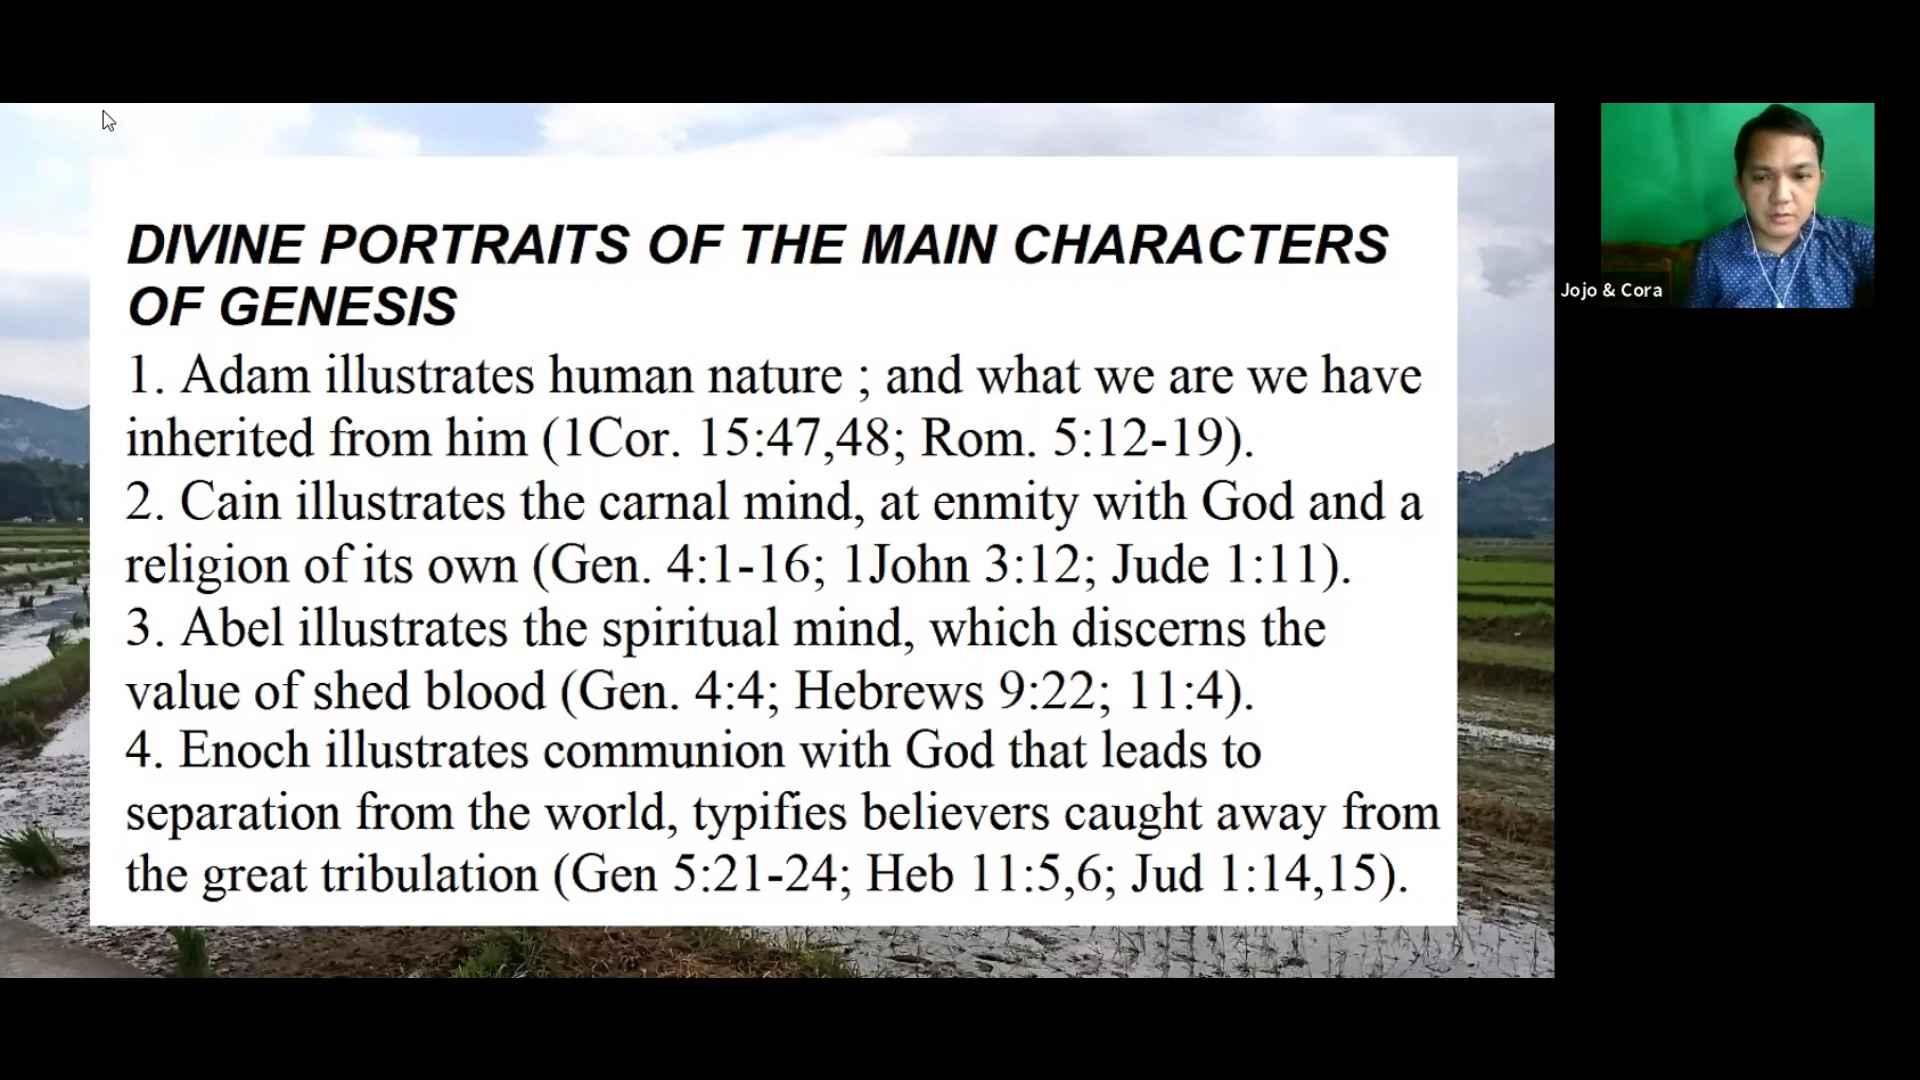 DIVINE PORTRAITS OF THE MAIN CHARACTERS
OF GENESIS
1. Adam illustrates human nature ; and what we are we have
inherited from him (1Cor. 15:47,48; Rom. 5:12-19).
2. Cain illustrates the carnal mind, at enmity with God and a
religion of its own (Gen. 4:1-16; 1John 3:12; Jude 1:11).
3. Abel illustrates the spiritual mind, which discerns the
value of shed blood (Gen. 4:4; Hebrews 9:22; 11:4).
4. Enoch illustrates communion with God that leads to
separation from the world, typifies believers caught away from
the great tribulation (Gen 5:21-24; Heb 11:5,6; Jud 1:14,15).
Jojo & Cora